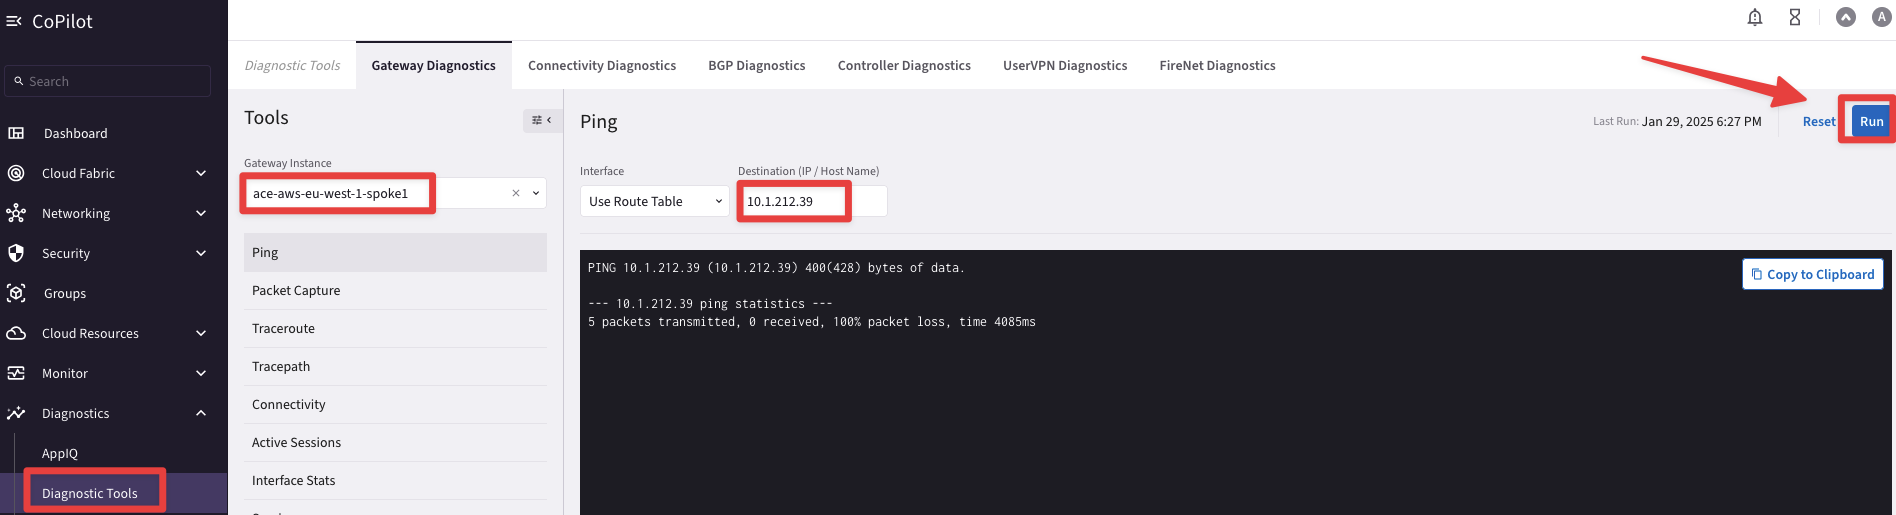 CoPilot
Search
Dashboard
Cloud Fabric
Networking
Security
Groups
Cloud Resources
Monitor
Diagnostics
AppIQ
Diagnostic Tools
A
Diagnostic Tools
Gateway Diagnostics
Connectivity Diagnostics
BGP Diagnostics
Controller Diagnostics
UserVPN Diagnostics
FireNet Diagnostics
Tools
Gateway Instance
ace-aws-eu-west-1-spoke1
Ping
Packet Capture
Traceroute
Tracepath
Connectivity
Active Sessions
Interface Stats
Ping
Last Run: Jan 29, 2025 6:27 PM
Reset
Run
Interface
Use Route Table
Destination (IP / Host Name)
10.1.212.39
Copy to Clipboard
PING 10.1.212.39 (10.1.212.39) 400(428) bytes of data.
--- 10.1.212.39 ping statistics ---
5 packets transmitted, 0 received, 100% packet loss, time 4085ms